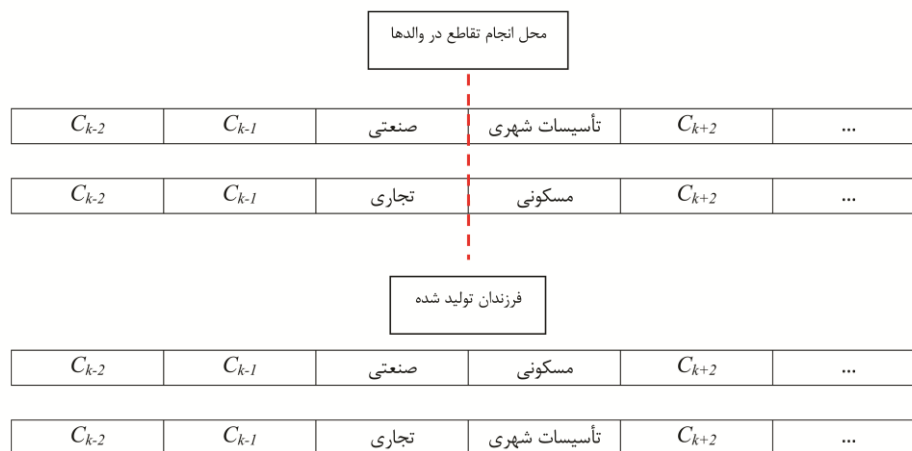 محل انجام تقاطع در والدها
C_{k-2} C_{k-1} صنعتی تأسیسات شهری C_{k+2} ...
C_{k-2} C_{k-1} تجاری مسکونی C_{k+2} ...
فرزندان تولید شده
C_{k-2} C_{k-1} صنعتی مسکونی C_{k+2} ...
C_{k-2} C_{k-1} تجاری تأسیسات شهری C_{k+2} ...